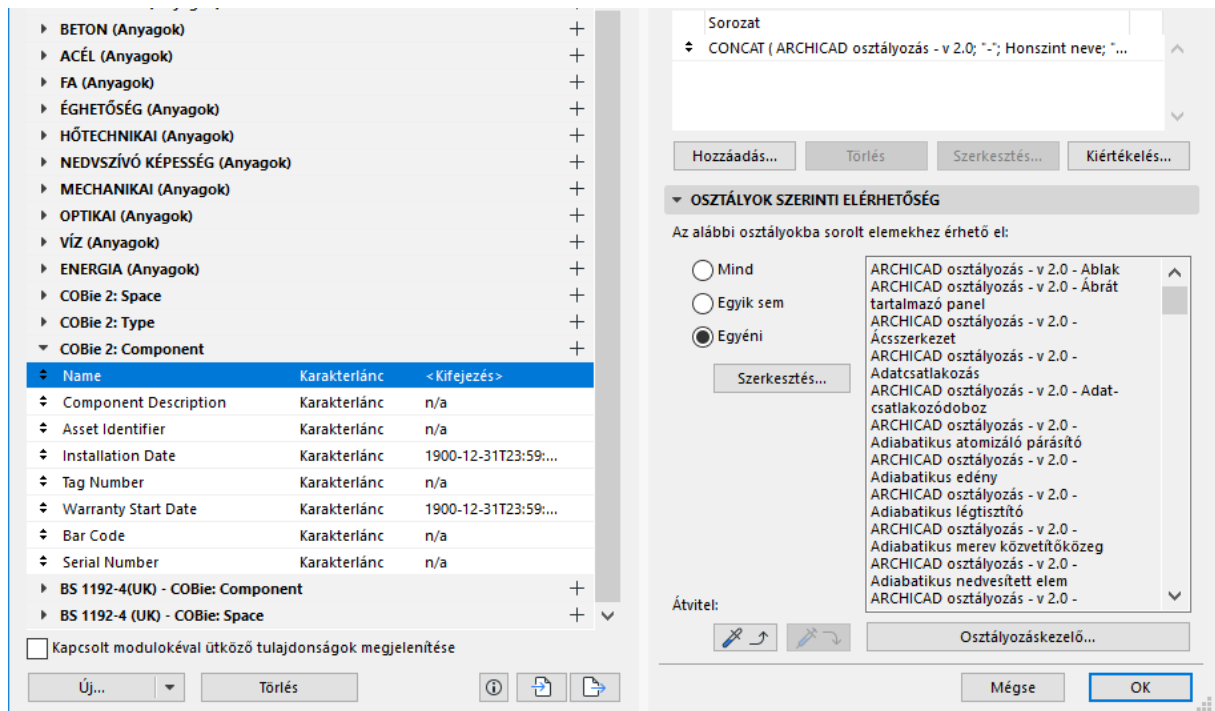 BETON (Anyagok)
ACÉL (Anyagok)
FA (Anyagok)
ÉGHETŐSÉG (Anyagok)
HŐTECHNIKAI (Anyagok)
NEDVSZÍVÓ KÉPESSÉG (Anyagok)
MECHANIKAI (Anyagok)
OPTIKAI (Anyagok)
VÍZ (Anyagok)
ENERGIA (Anyagok)
COBie 2: Space
COBie 2: Type
COBie 2: Component
Name Karakterlánc <Kifejezés>
Component Description Karakterlánc n/a
Asset Identifier Karakterlánc n/a
Installation Date Karakterlánc 1900-12-31T23:59:...
Tag Number Karakterlánc n/a
Warranty Start Date Karakterlánc 1900-12-31T23:59:...
Bar Code Karakterlánc n/a
Serial Number Karakterlánc n/a
BS 1192-4(UK) - COBie: Component
BS 1192-4 (UK) - COBie: Space
Kapcsolt modulokéval ütköző tulajdonságok megjelenítése
Új... Törlés
Sorozat
CONCAT ( ARCHICAD osztályozás - v 2.0; "-"; Honszint neve; "...
Hozzáadás... Törlés Szerkesztés... Kiértékelés...
OSZTÁLYOK SZERINTI ELÉRHETŐSÉG
Az alábbi osztályokba sorolt elemekhez érhető el:
Mind
Egyik sem
Egyéni
Szerkesztés...
ARCHICAD osztályozás - v 2.0 - Ablak
ARCHICAD osztályozás - v 2.0 - Ábrát
tartalmazó panel
ARCHICAD osztályozás - v 2.0 -
Ácsszerkezet
ARCHICAD osztályozás - v 2.0 -
Adatcsatlakozás
ARCHICAD osztályozás - v 2.0 - Adat-
csatlakozódoboz
ARCHICAD osztályozás - v 2.0 -
Adiabatikus atomizáló párásító
ARCHICAD osztályozás - v 2.0 -
Adiabatikus edény
ARCHICAD osztályozás - v 2.0 -
Adiabatikus légtisztító
ARCHICAD osztályozás - v 2.0 -
Adiabatikus merev közvetítőközeg
ARCHICAD osztályozás - v 2.0 -
Adiabatikus nedvesített elem
ARCHICAD osztályozás - v 2.0 -
Átvitel:
Osztályozáskezelő...
Mégse OK